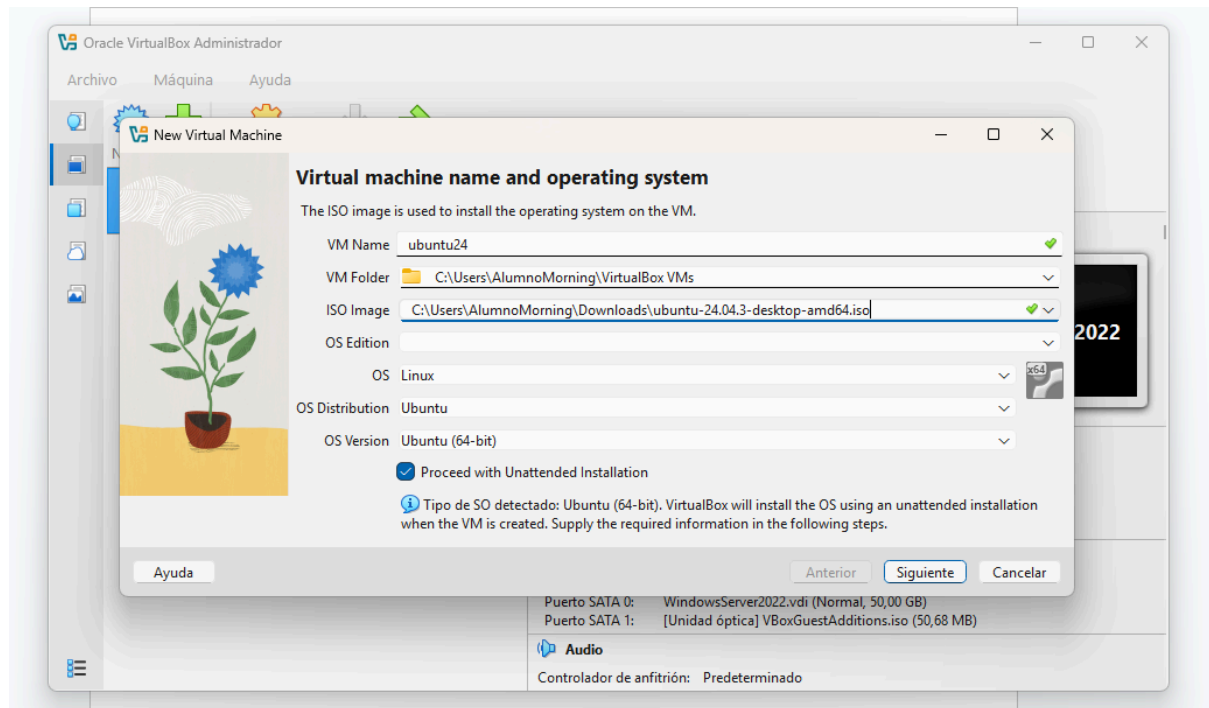 Oracle VirtualBox Administrador
Archivo Máquina Ayuda
New Virtual Machine
Virtual machine name and operating system
The ISO image is used to install the operating system on the VM.
VM Name ubuntu24
VM Folder C:\Users\AlumnoMorning\VirtualBox VMs
ISO Image C:\Users\AlumnoMorning\Downloads\ubuntu-24.04.3-desktop-amd64.iso
OS Edition
2022
OS Linux
x64
OS Distribution Ubuntu
OS Version Ubuntu (64-bit)
Proceed with Unattended Installation
Tipo de SO detectado: Ubuntu (64-bit). VirtualBox will install the OS using an unattended installation
when the VM is created. Supply the required information in the following steps.
Ayuda Anterior Siguiente Cancelar
Puerto SATA 0: WindowsServer2022.vdi (Normal, 50,00 GB)
Puerto SATA 1: [Unidad óptica] VBoxGuestAdditions.iso (50,68 MB)
Audio
Controlador de anfitrión: Predeterminado